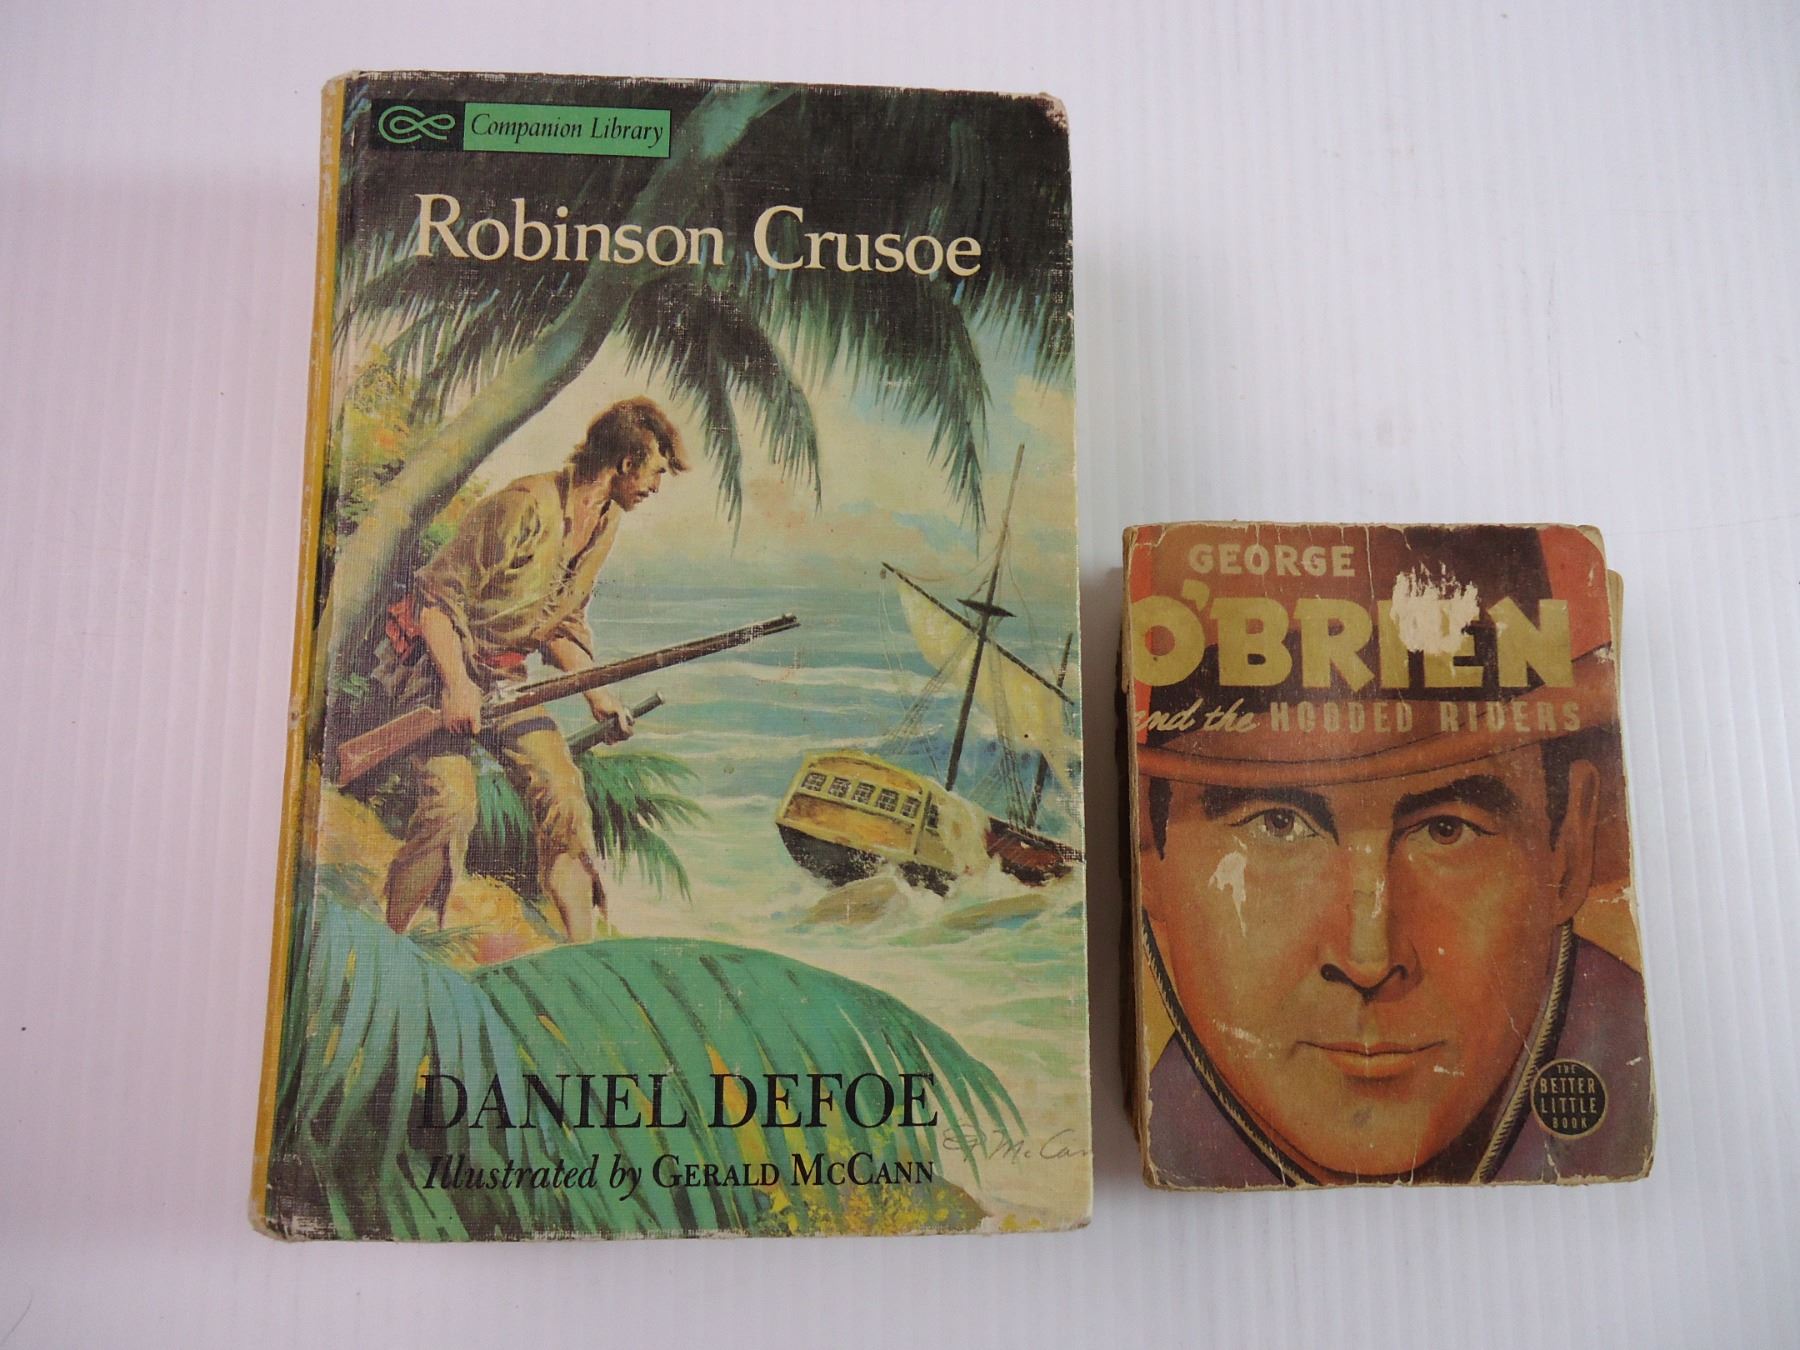 Companion Library
Robinson Crusoe
DANIEL DEFOE
Illustrated by GERALD McCANN
G McCan
GEORGE
O'BRIEN
and the HOODED RIDERS
THE
BETTER
LITTLE
BOOK